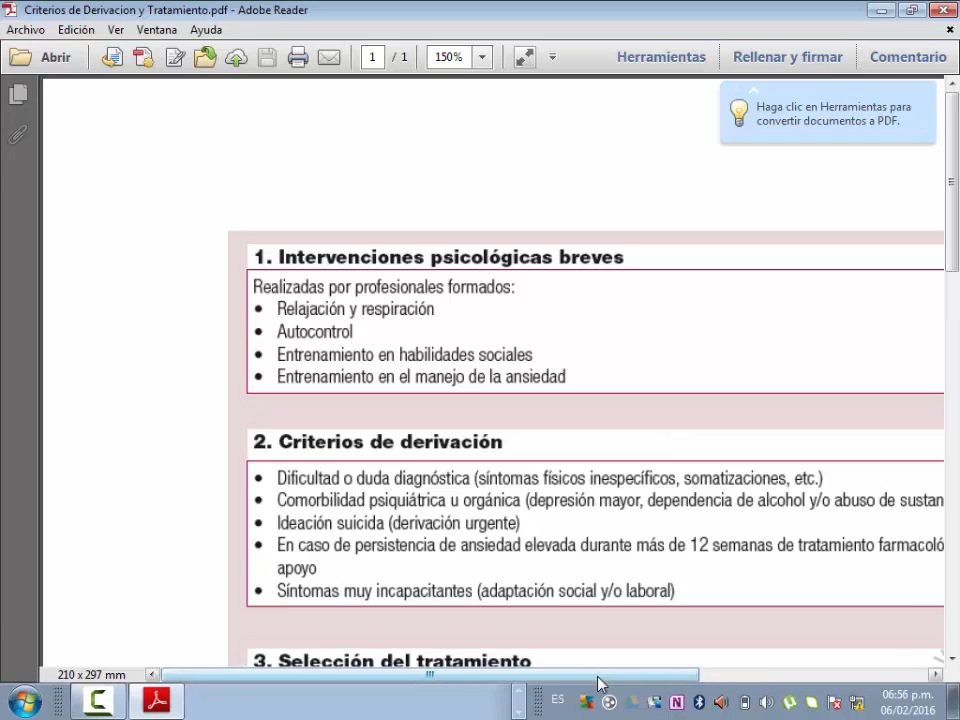 Criterios de Derivacion y Tratamiento.pdf - Adobe Reader
Archivo Edición Ver Ventana Ayuda
Abrir 1 / 1 150% Herramientas Rellenar y firmar Comentario
Haga clic en Herramientas para
convertir documentos a PDF.
1. Intervenciones psicológicas breves
Realizadas por profesionales formados:
• Relajación y respiración
• Autocontrol
• Entrenamiento en habilidades sociales
• Entrenamiento en el manejo de la ansiedad
2. Criterios de derivación
• Dificultad o duda diagnóstica (síntomas físicos inespecíficos, somatizaciones, etc.)
• Comorbilidad psiquiátrica u orgánica (depresión mayor, dependencia de alcohol y/o abuso de sustan
• Ideación suicida (derivación urgente)
• En caso de persistencia de ansiedad elevada durante más de 12 semanas de tratamiento farmacoló
apoyo
• Síntomas muy incapacitantes (adaptación social y/o laboral)
3. Selección del tratamiento
210 x 297 mm
ES
06:56 p.m.
06/02/2016